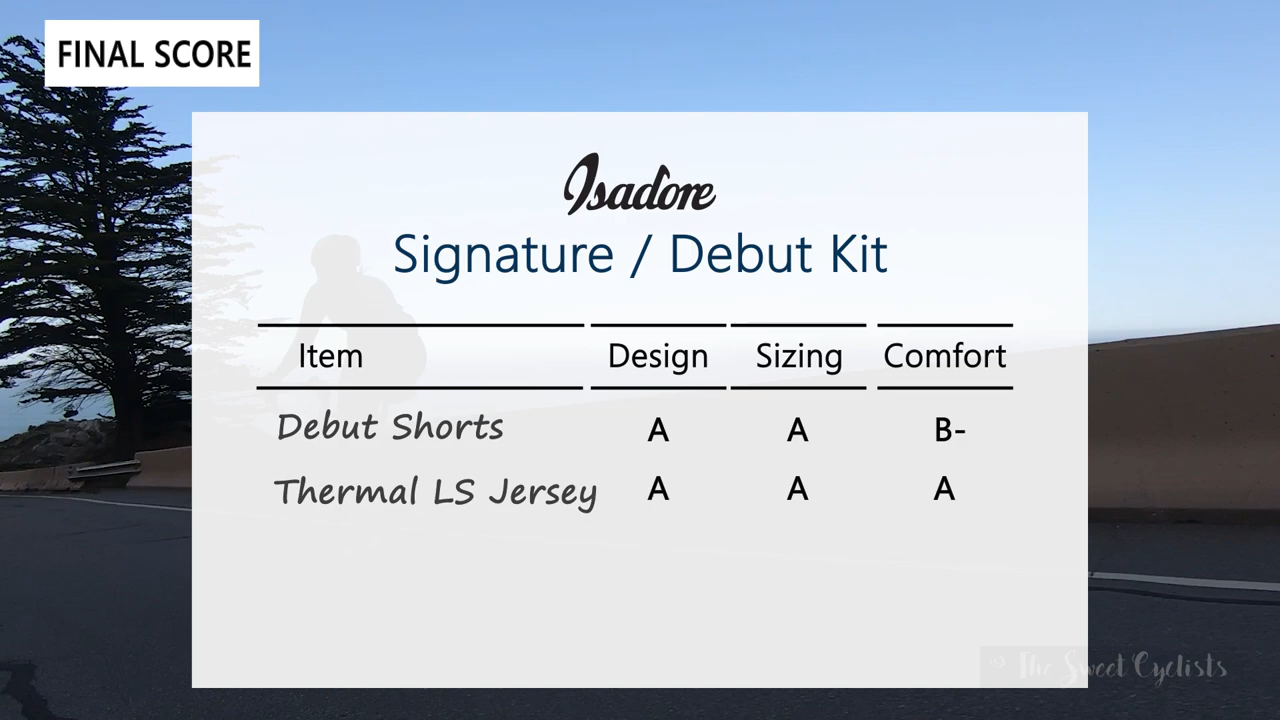 FINAL SCORE
Isadore
Signature / Debut Kit
Item Design Sizing Comfort
Debut Shorts A A B-
Thermal LS Jersey A A A
The Sweet Cyclists